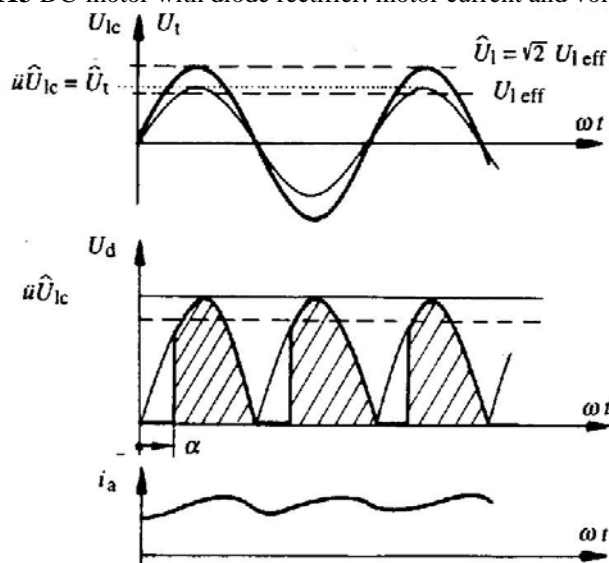 DC motor with diode rectifier: motor current and vol
U_lc U_t
Û_l = √2 U_l eff
üÛ_lc = Û_t
U_l eff
ωt
U_d
üÛ_lc
ωt
α
i_a
ωt